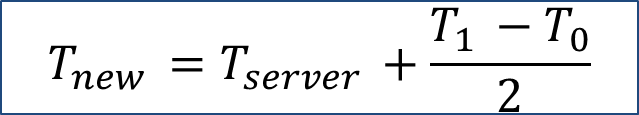 T_new = T_server + (T_1 − T_0) / 2